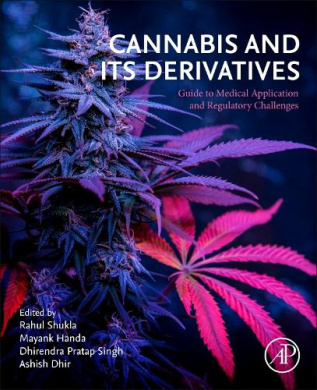 CANNABIS AND
ITS DERIVATIVES
Guide to Medical Application
and Regulatory Challenges
Edited by
Rahul Shukla
Mayank Handa
Dhirendra Pratap Singh
Ashish Dhir
AP